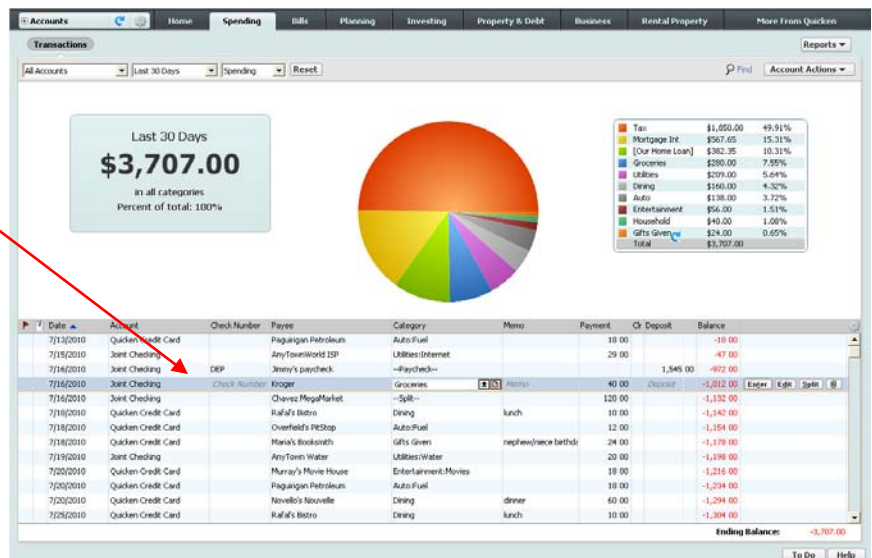 Accounts Home Spending Bills Planning Investing Property & Debt Business Rental Property More From Quicken
Transactions Reports
All Accounts Last 30 Days Spending Reset Find Account Actions
Last 30 Days
$3,707.00
in all categories
Percent of total: 100%
Tax $1,850.00 49.91%
Mortgage Int $567.65 15.31%
[Our Home Loan] $382.35 10.31%
Groceries $280.00 7.55%
Utilities $209.00 5.64%
Dining $160.00 4.32%
Auto $138.00 3.72%
Entertainment $56.00 1.51%
Household $40.00 1.08%
Gifts Given $24.00 0.65%
Total $3,707.00
Date Account Check Number Payee Category Memo Payment Clr Deposit Balance
7/13/2010 Quicken Credit Card Paguirigan Petroleum Auto:Fuel 18 00 -18 00
7/15/2010 Joint Checking AnyTownWorld ISP Utilities:Internet 29 00 -47 00
7/16/2010 Joint Checking DEP Jimmy's paycheck --Paycheck-- 1,545 00 -972 00
7/16/2010 Joint Checking Check Number Kroger Groceries Memo 40 00 Deposit -1,012 00 Enter Edit Split
7/16/2010 Joint Checking Chavez MegaMarket --Split-- 120 00 -1,132 00
7/18/2010 Quicken Credit Card Rafal's Bistro Dining lunch 10 00 -1,142 00
7/18/2010 Quicken Credit Card Overfield's PitStop Auto:Fuel 12 00 -1,154 00
7/18/2010 Quicken Credit Card Maria's Booksmith Gifts Given nephew/niece birthda 24 00 -1,178 00
7/19/2010 Joint Checking AnyTown Water Utilities:Water 20 00 -1,198 00
7/20/2010 Quicken Credit Card Murray's Movie House Entertainment:Movies 18 00 -1,216 00
7/20/2010 Quicken Credit Card Paguirigan Petroleum Auto:Fuel 18 00 -1,234 00
7/20/2010 Quicken Credit Card Novello's Nouvelle Dining dinner 60 00 -1,294 00
7/25/2010 Quicken Credit Card Rafal's Bistro Dining lunch 10 00 -1,304 00
Ending Balance: -3,707.00
To Do Help